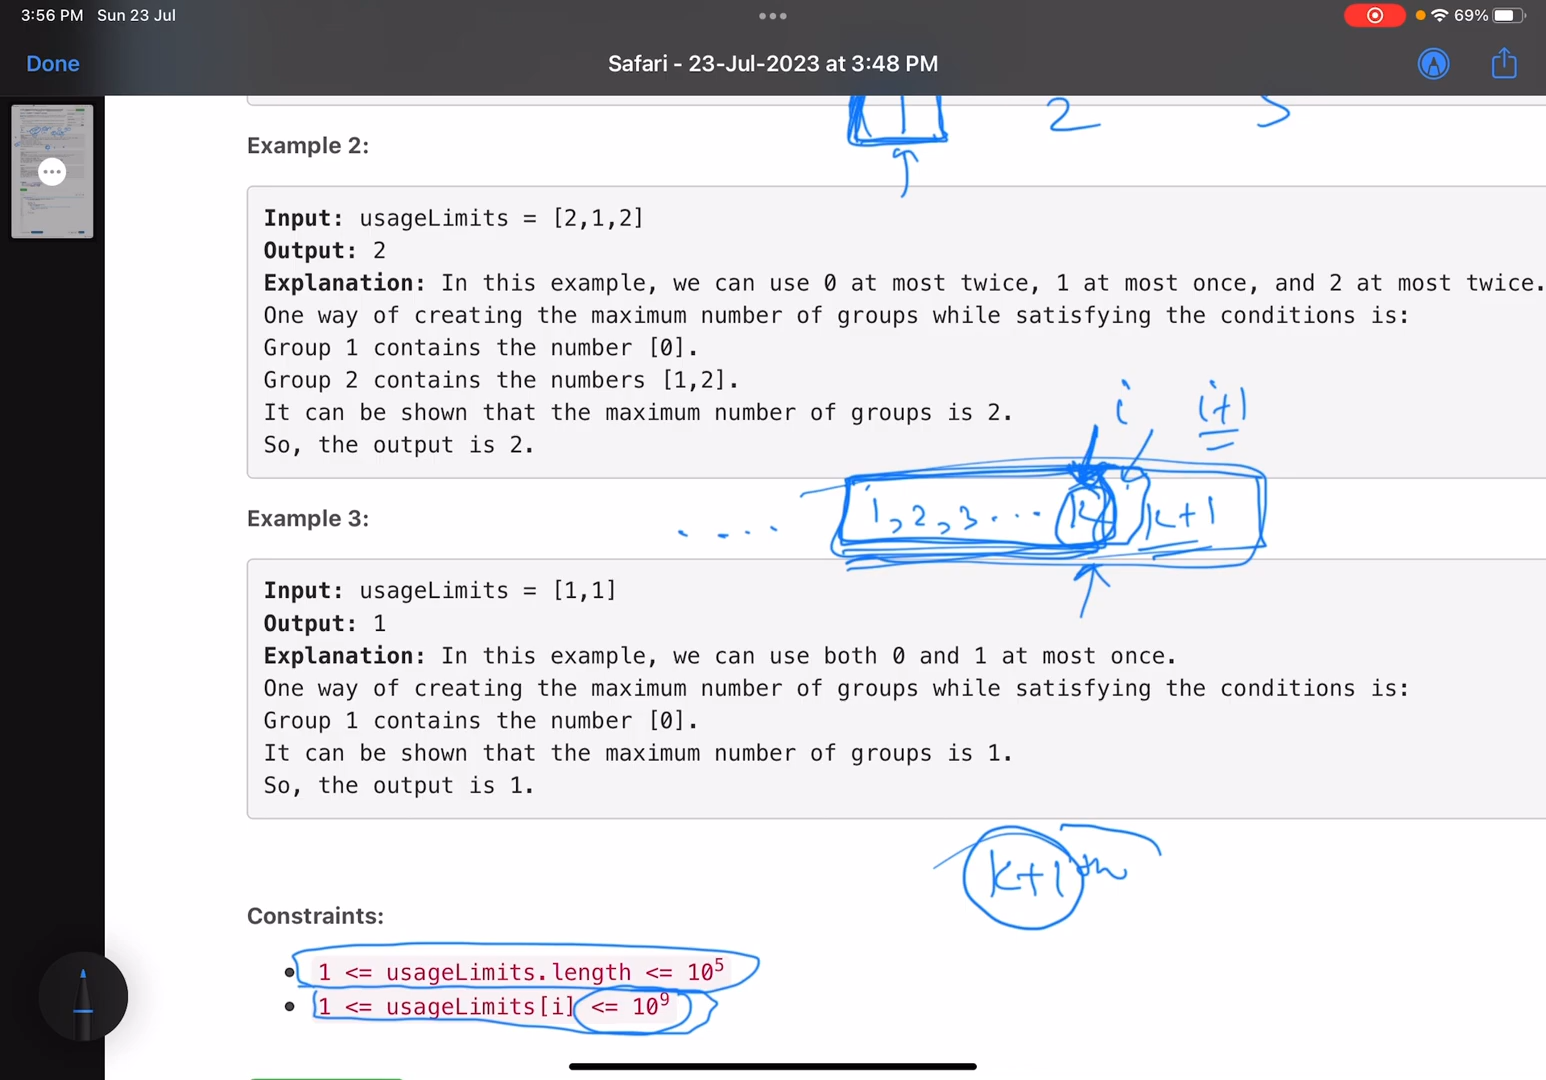 3:56 PM Sun 23 Jul
69%
Done
Safari - 23-Jul-2023 at 3:48 PM
1 2 3
Example 2:
Input: usageLimits = [2,1,2]
Output: 2
Explanation: In this example, we can use 0 at most twice, 1 at most once, and 2 at most twice.
One way of creating the maximum number of groups while satisfying the conditions is:
Group 1 contains the number [0].
Group 2 contains the numbers [1,2].
It can be shown that the maximum number of groups is 2.
So, the output is 2.
i i+1
1, 2, 3... k k+1
Example 3:
Input: usageLimits = [1,1]
Output: 1
Explanation: In this example, we can use both 0 and 1 at most once.
One way of creating the maximum number of groups while satisfying the conditions is:
Group 1 contains the number [0].
It can be shown that the maximum number of groups is 1.
So, the output is 1.
k+1th
Constraints:
1 <= usageLimits.length <= 10⁵
1 <= usageLimits[i] <= 10⁹